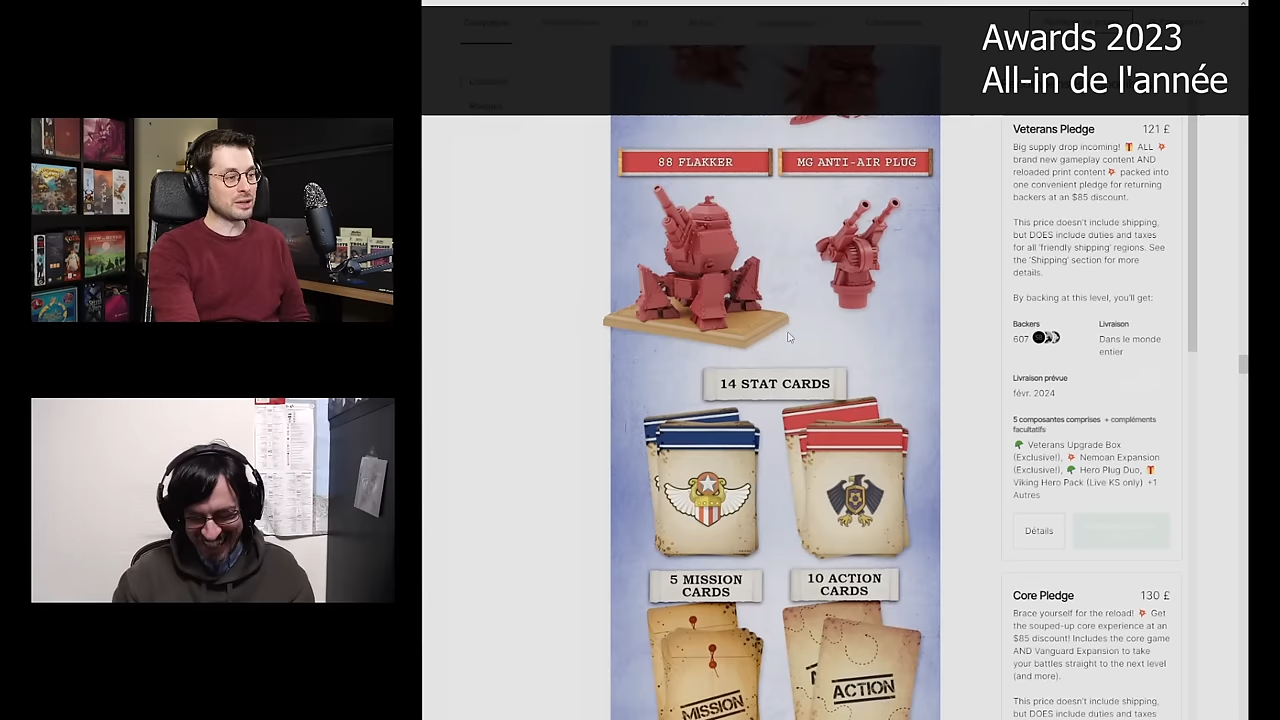 Awards 2023
All-in de l'année
88 FLAKKER
MG ANTI-AIR PLUG
14 STAT CARDS
5 MISSION
CARDS
10 ACTION
CARDS
MISSION
ACTION
Veterans Pledge 121 £
Big supply drop incoming! ALL
brand new gameplay content AND
reloaded print content packed into
one convenient pledge for returning
backers at an $85 discount.
This price doesn't include shipping,
but DOES include duties and taxes
for all 'friendly shipping' regions. See
the 'Shipping' section for more
details.
By backing at this level, you'll get:
Backers
607
Livraison
Dans le monde
entier
Livraison prévue
févr. 2024
5 composantes comprises + compléments
facultatifs
Veterans Upgrade Box
(Exclusive!), Nemoan Expansion
(Exclusive!), Hero Plug Duo,
Viking Hero Pack (Live KS only) +1
Autres
Détails
Core Pledge 130 £
Brace yourself for the reload! Get
the souped-up core experience at an
$85 discount! Includes the core game
AND Vanguard Expansion to take
your battles straight to the next level
(and more).
This price doesn't include shipping,
but DOES include duties and taxes